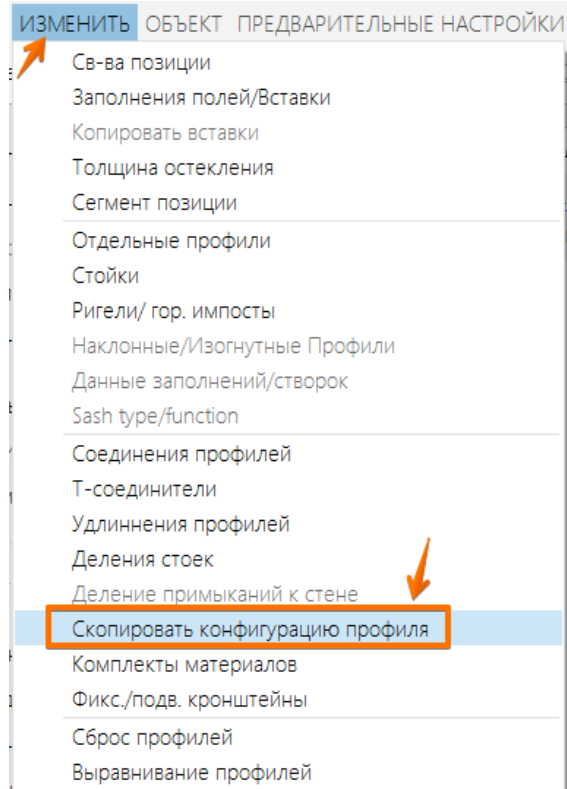 ИЗМЕНИТЬ ОБЪЕКТ ПРЕДВАРИТЕЛЬНЫЕ НАСТРОЙКИ
Св-ва позиции
Заполнения полей/Вставки
Копировать вставки
Толщина остекления
Сегмент позиции
Отдельные профили
Стойки
Ригели/ гор. импосты
Наклонные/Изогнутные Профили
Данные заполнений/створок
Sash type/function
Соединения профилей
Т-соединители
Удлиннения профилей
Деления стоек
Деление примыканий к стене
Скопировать конфигурацию профиля
Комплекты материалов
Фикс./подв. кронштейны
Сброс профилей
Выравнивание профилей